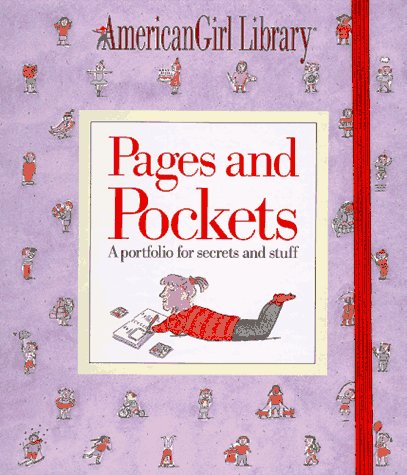 AmericanGirl Library®
Pages and
Pockets
A portfolio for secrets and stuff